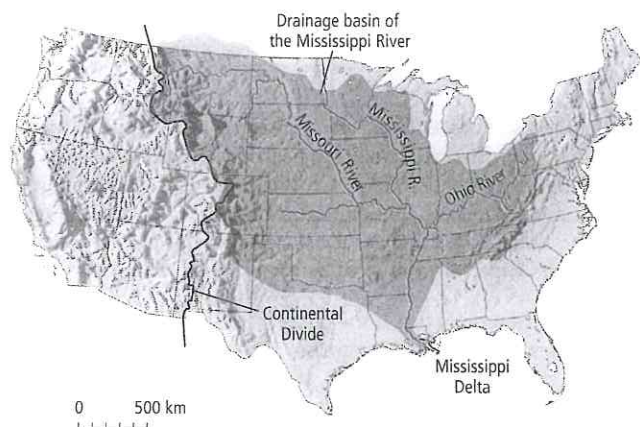 Drainage basin of
the Mississippi River
Missouri River
Mississippi R.
Ohio River
Continental
Divide
Mississippi
Delta
0 500 km